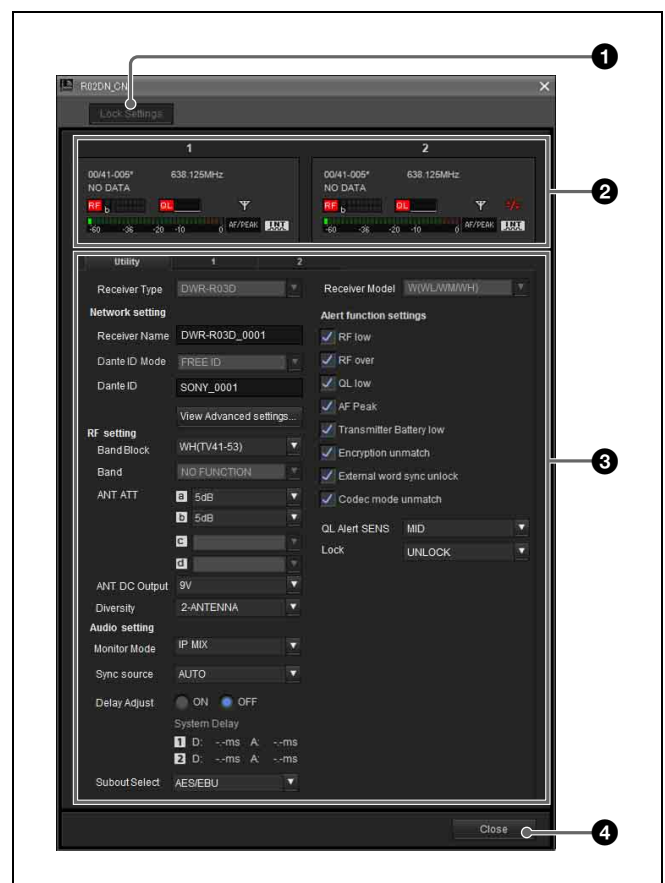 1
R02DN_CN
Lock Settings
1 2
00/41-005* 638.125MHz 00/41-005* 638.125MHz
NO DATA NO DATA
RF b QL RF b QL
-60 -36 -20 -10 0 AF/PEAK INT -60 -36 -20 -10 0 AF/PEAK INT
2
Utility 1 2
Receiver Type DWR-R03D Receiver Model W(WL/WM/WH)
Network setting Alert function settings
Receiver Name DWR-R03D_0001 RF low
Dante ID Mode FREE ID RF over
Dante ID SONY_0001 QL low
View Advanced settings... AF Peak
RF setting Transmitter Battery low
Band Block WH(TV41-53) Encryption unmatch
Band NO FUNCTION External word sync unlock
3
ANT ATT a 5dB Codec mode unmatch
b 5dB QL Alert SENS MID
c Lock UNLOCK
d
ANT DC Output 9V
Diversity 2-ANTENNA
Audio setting
Monitor Mode IP MIX
Sync source AUTO
Delay Adjust ON OFF
System Delay
1 D: -.-ms A: -.-ms
2 D: -.-ms A: -.-ms
Subout Select AES/EBU
Close
4